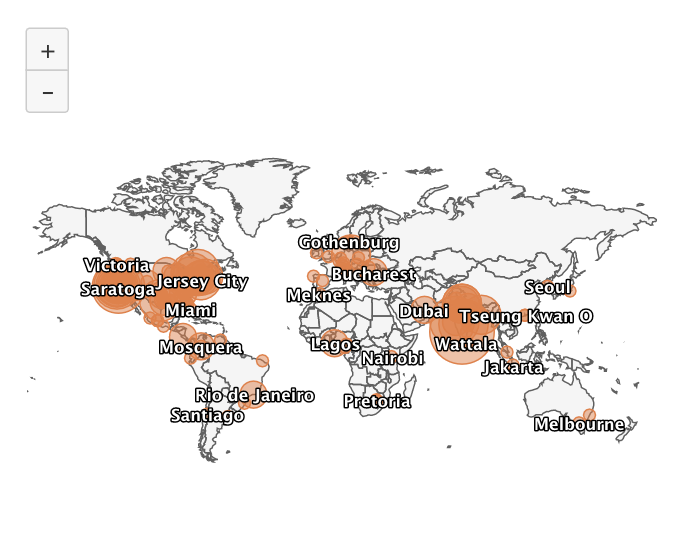 +
−
Gothenburg
Victoria
Bucharest
Jersey City
Saratoga
Seoul
Meknes
Miami
Dubai
Tseung Kwan O
Lagos
Wattala
Mosquera
Nairobi
Jakarta
Rio de Janeiro
Pretoria
Santiago
Melbourne